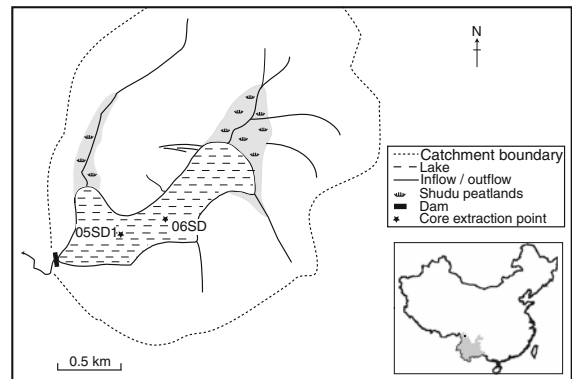 N
Catchment boundary
Lake
Inflow / outflow
Shudu peatlands
Dam
Core extraction point
06SD
05SD1
0.5 km